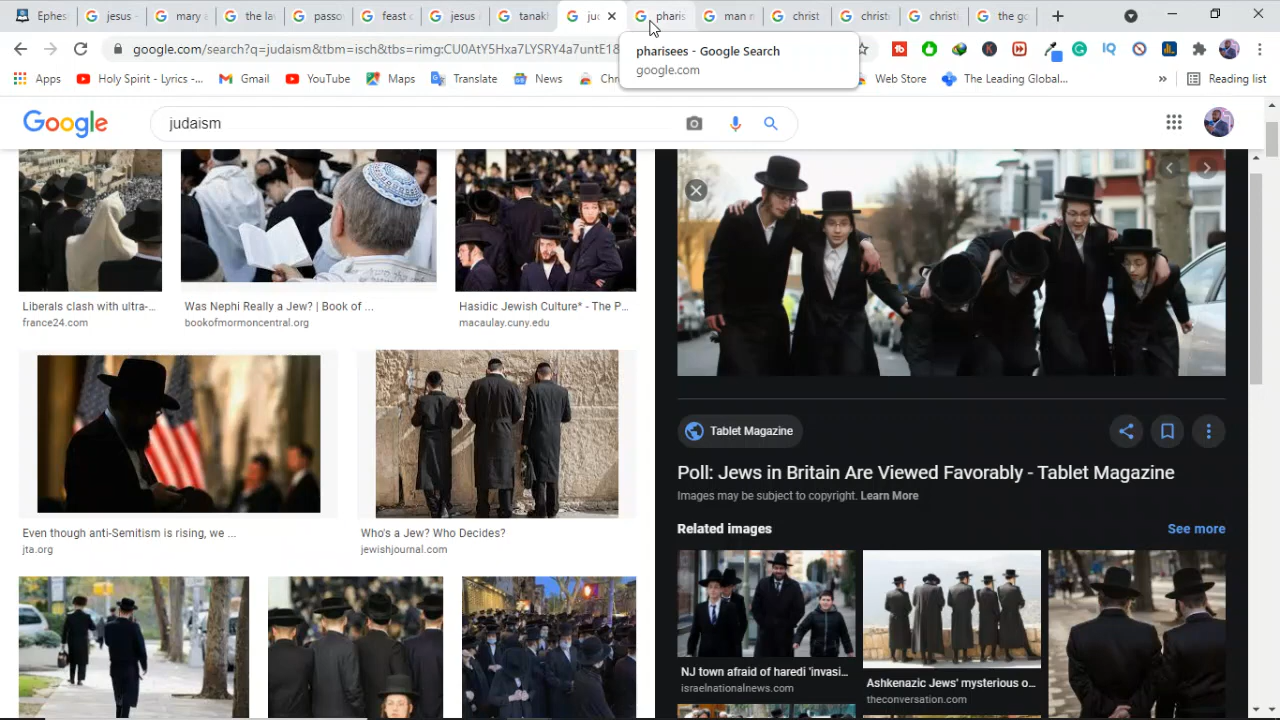 Ephes
jesus
mary a
the la
passo
feast o
jesus
tanakh
juc
pharis
man n
christ
christ
christi
the go
google.com/search?q=judaism&tbm=isch&tbs=rimg:CU0AtY5Hxa7LYSRY4a7untE1&
pharisees - Google Search
google.com
Apps
Holy Spirit - Lyrics -...
YouTube
Maps
Translate
News
Chr
Web Store
The Leading Global...
»
Reading list
Google
judaism
Liberals clash with ultra-...
france24.com
Was Nephi Really a Jew? | Book of ...
bookofmormoncentral.org
Hasidic Jewish Culture* - The P...
macaulay.cuny.edu
Even though anti-Semitism is rising, we ...
jta.org
Who's a Jew? Who Decides?
jewishjournal.com
Tablet Magazine
Poll: Jews in Britain Are Viewed Favorably - Tablet Magazine
Images may be subject to copyright. Learn More
Related images
See more
NJ town afraid of haredi 'invasi...
israelnationalnews.com
Ashkenazic Jews' mysterious o...
theconversation.com